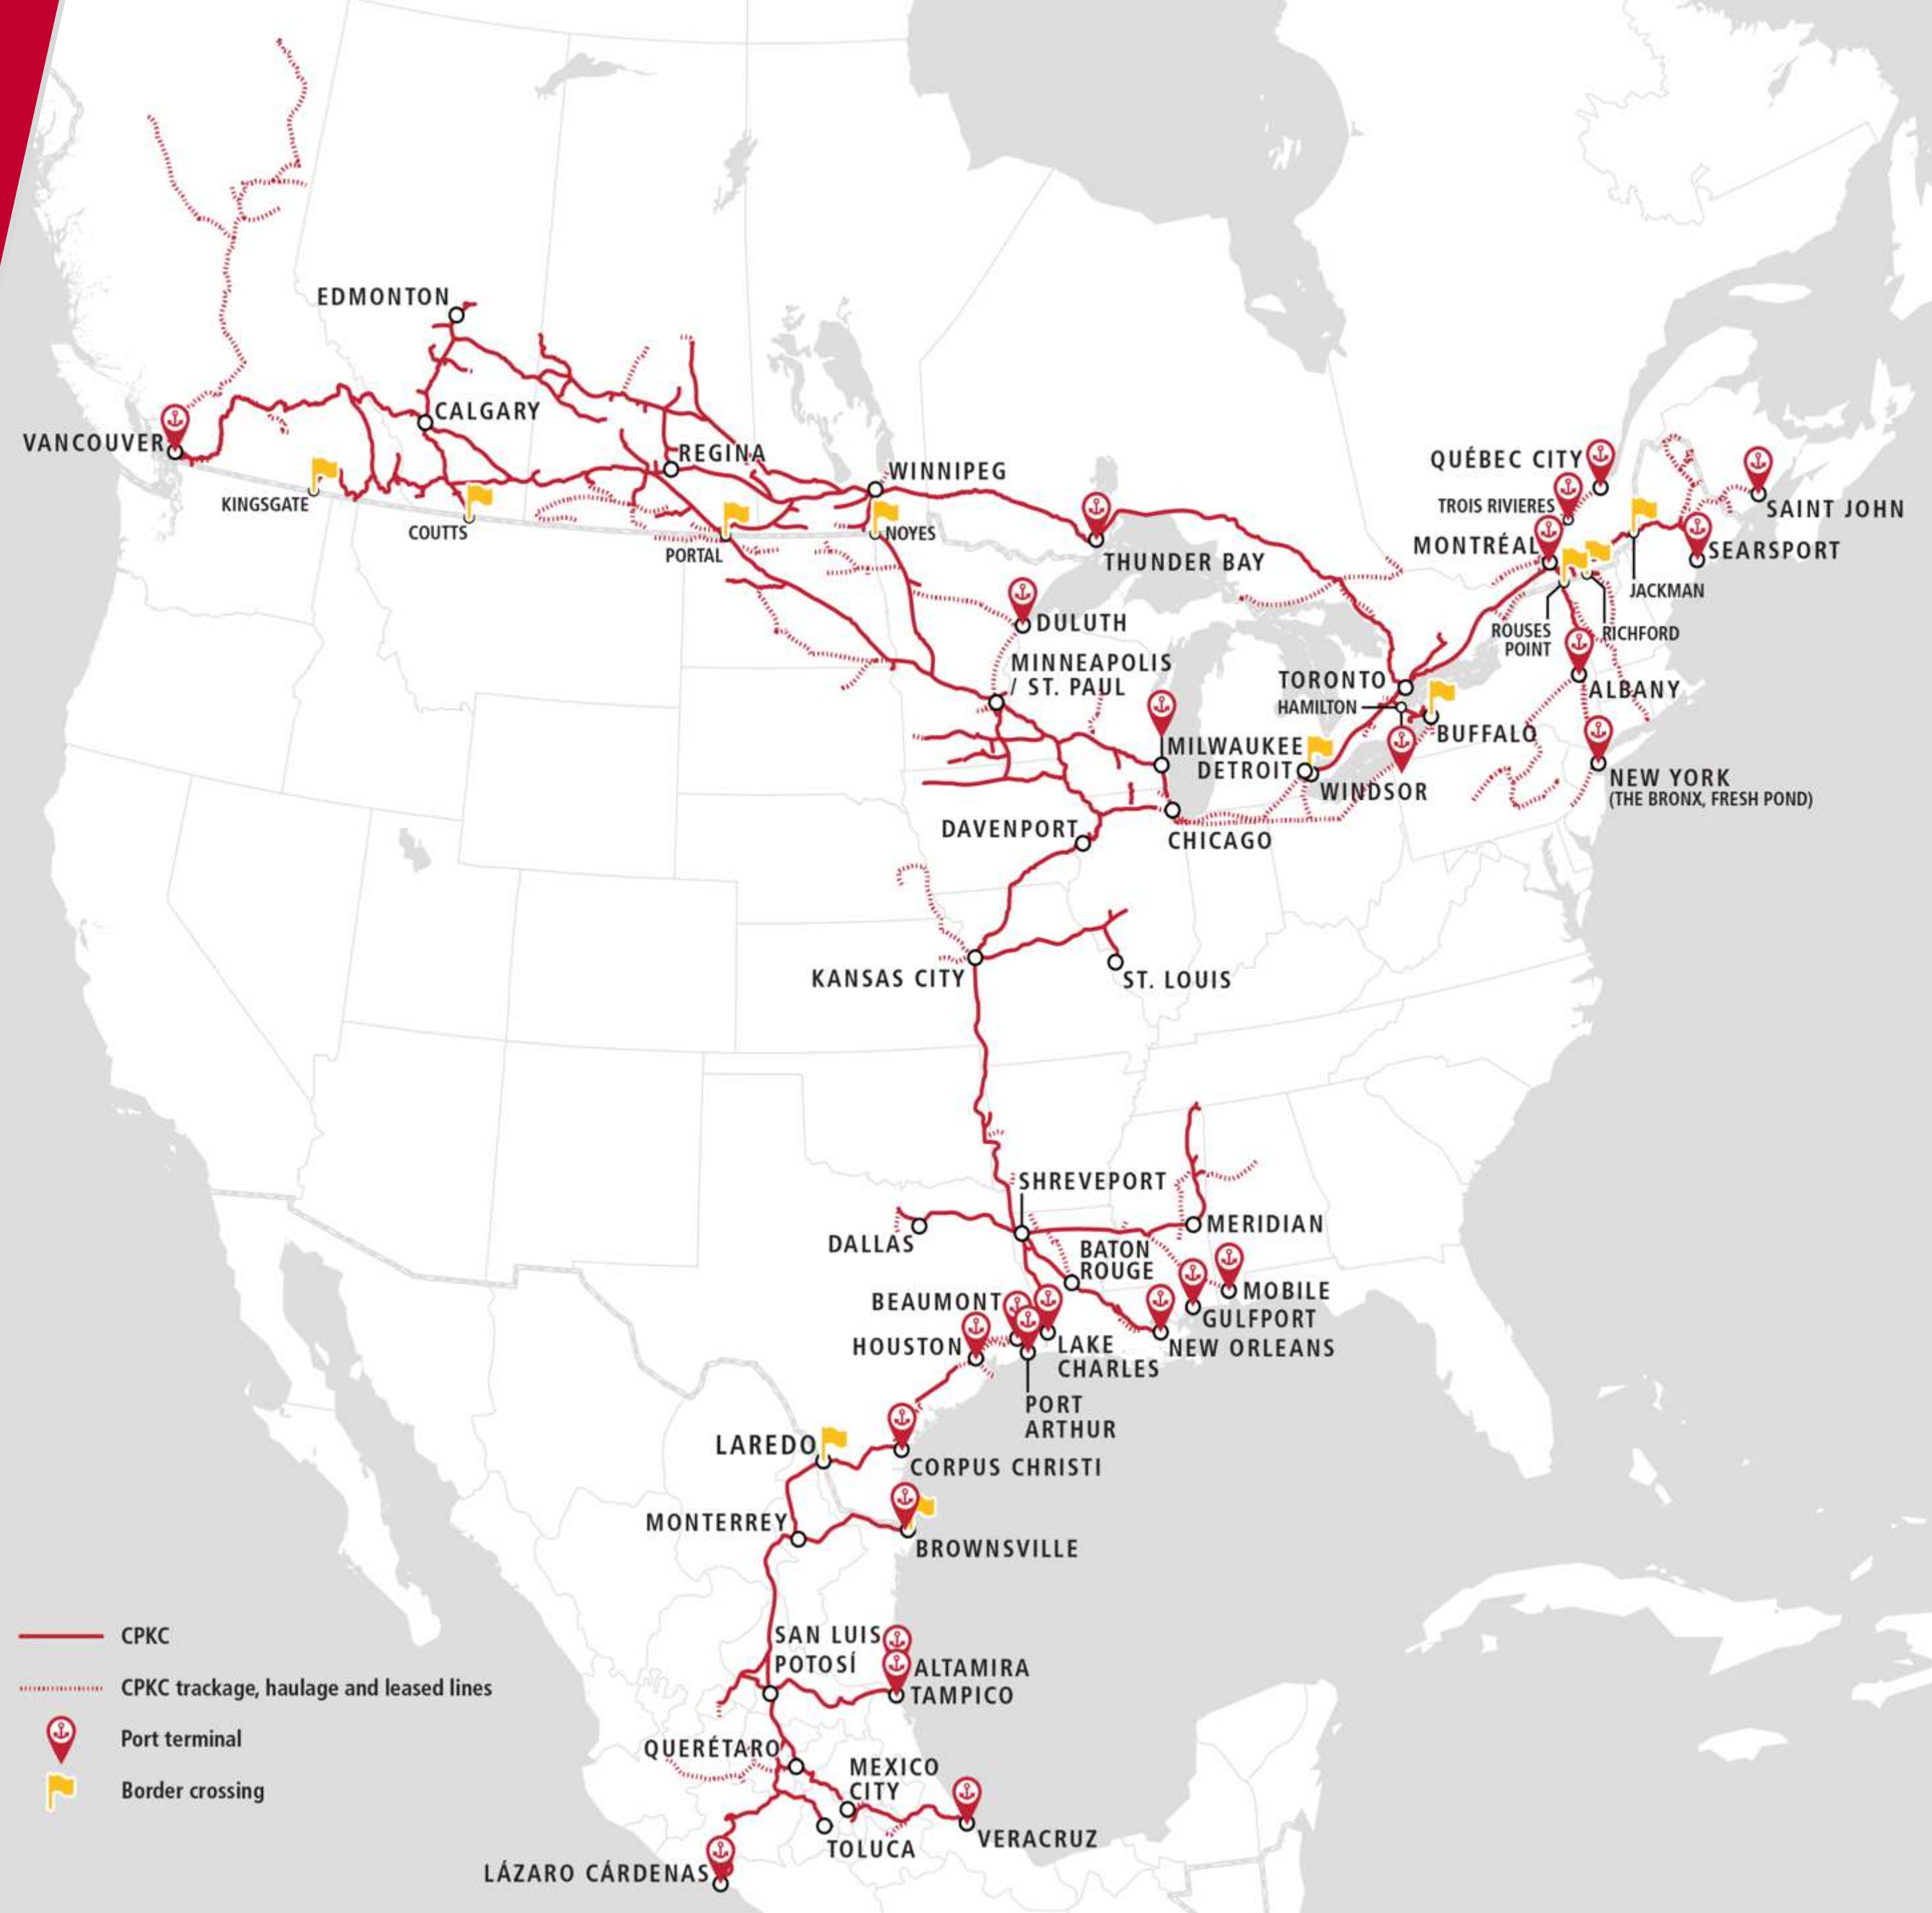 EDMONTON
CALGARY
VANCOUVER
REGINA
WINNIPEG
KINGSGATE
COUTTS
PORTAL
NOYES
THUNDER BAY
QUÉBEC CITY
TROIS RIVIERES
MONTRÉAL
SAINT JOHN
SEARSPORT
JACKMAN
ROUSES
POINT
RICHFORD
DULUTH
MINNEAPOLIS
/ ST. PAUL
TORONTO
HAMILTON
ALBANY
BUFFALO
MILWAUKEE
DETROIT
WINDSOR
NEW YORK
(THE BRONX, FRESH POND)
DAVENPORT
CHICAGO
KANSAS CITY
ST. LOUIS
SHREVEPORT
DALLAS
MERIDIAN
BATON
ROUGE
BEAUMONT
MOBILE
GULFPORT
HOUSTON
LAKE
CHARLES
NEW ORLEANS
PORT
ARTHUR
LAREDO
CORPUS CHRISTI
MONTERREY
BROWNSVILLE
SAN LUIS
POTOSÍ
ALTAMIRA
TAMPICO
QUERÉTARO
MEXICO
CITY
TOLUCA
VERACRUZ
LÁZARO CÁRDENAS
CPKC
CPKC trackage, haulage and leased lines
Port terminal
Border crossing